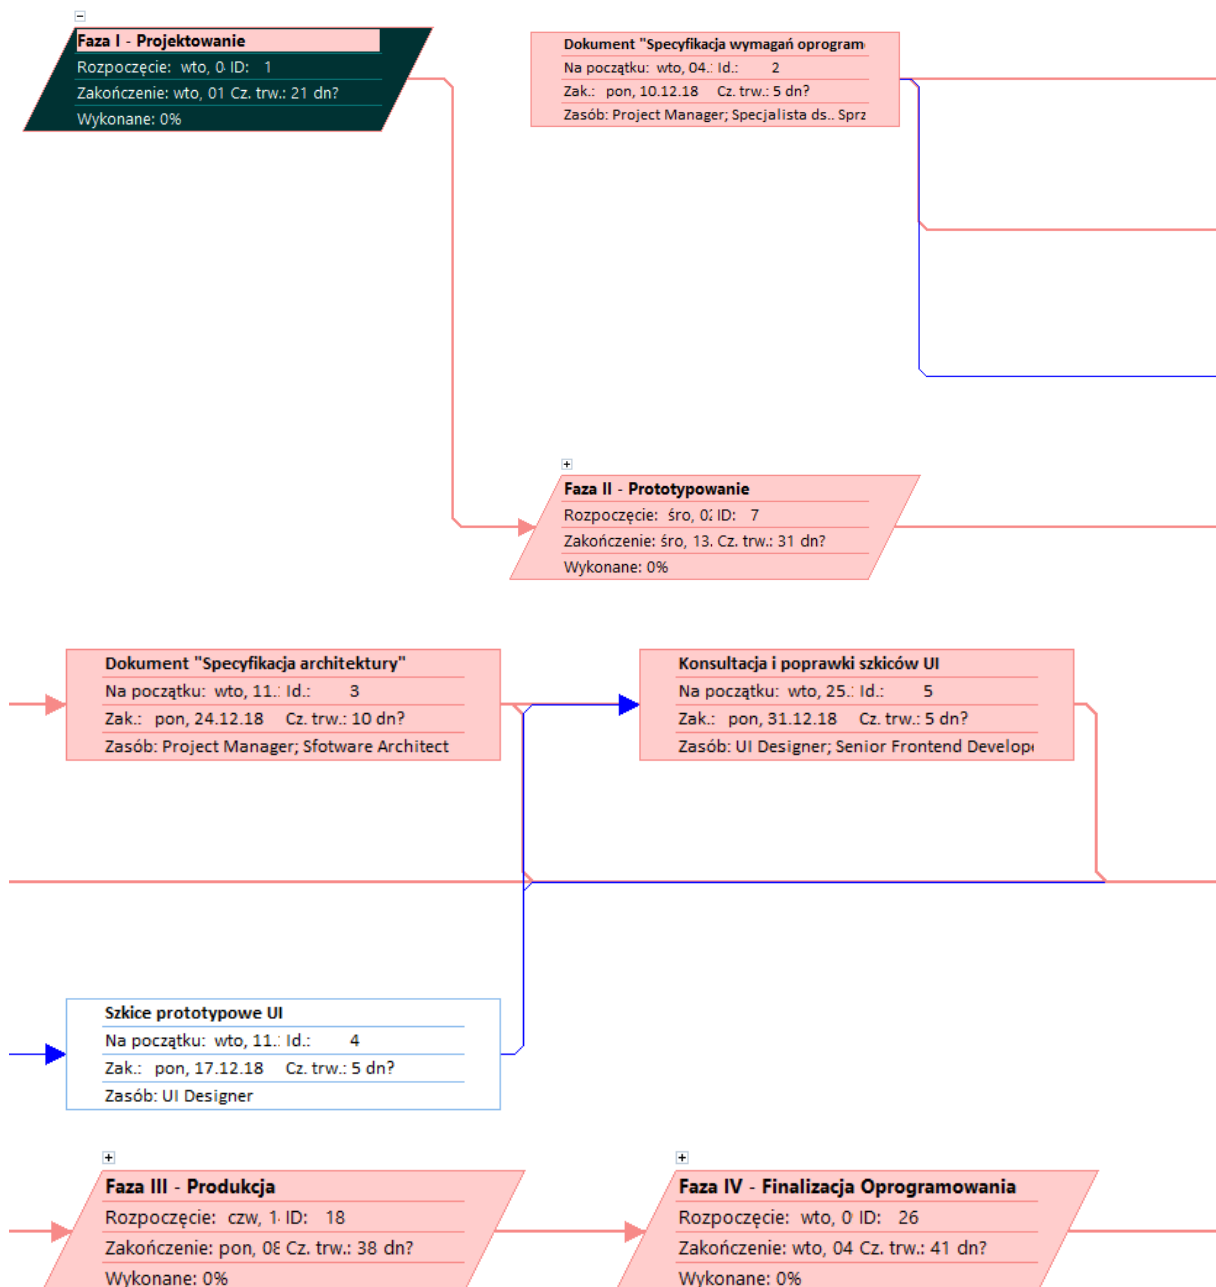 Faza I - Projektowanie
Rozpoczęcie: wto, 0 ID: 1
Zakończenie: wto, 01 Cz. trw.: 21 dn?
Wykonane: 0%
Dokument "Specyfikacja wymagań oprogram
Na początku: wto, 04.: Id.: 2
Zak.: pon, 10.12.18 Cz. trw.: 5 dn?
Zasób: Project Manager; Specjalista ds.. Sprz
Faza II - Prototypowanie
Rozpoczęcie: śro, 02 ID: 7
Zakończenie: śro, 13. Cz. trw.: 31 dn?
Wykonane: 0%
Dokument "Specyfikacja architektury"
Na początku: wto, 11.: Id.: 3
Zak.: pon, 24.12.18 Cz. trw.: 10 dn?
Zasób: Project Manager; Sfotware Architect
Konsultacja i poprawki szkiców UI
Na początku: wto, 25.: Id.: 5
Zak.: pon, 31.12.18 Cz. trw.: 5 dn?
Zasób: UI Designer; Senior Frontend Develope
Szkice prototypowe UI
Na początku: wto, 11.: Id.: 4
Zak.: pon, 17.12.18 Cz. trw.: 5 dn?
Zasób: UI Designer
Faza III - Produkcja
Rozpoczęcie: czw, 1 ID: 18
Zakończenie: pon, 08 Cz. trw.: 38 dn?
Wykonane: 0%
Faza IV - Finalizacja Oprogramowania
Rozpoczęcie: wto, 0 ID: 26
Zakończenie: wto, 04 Cz. trw.: 41 dn?
Wykonane: 0%